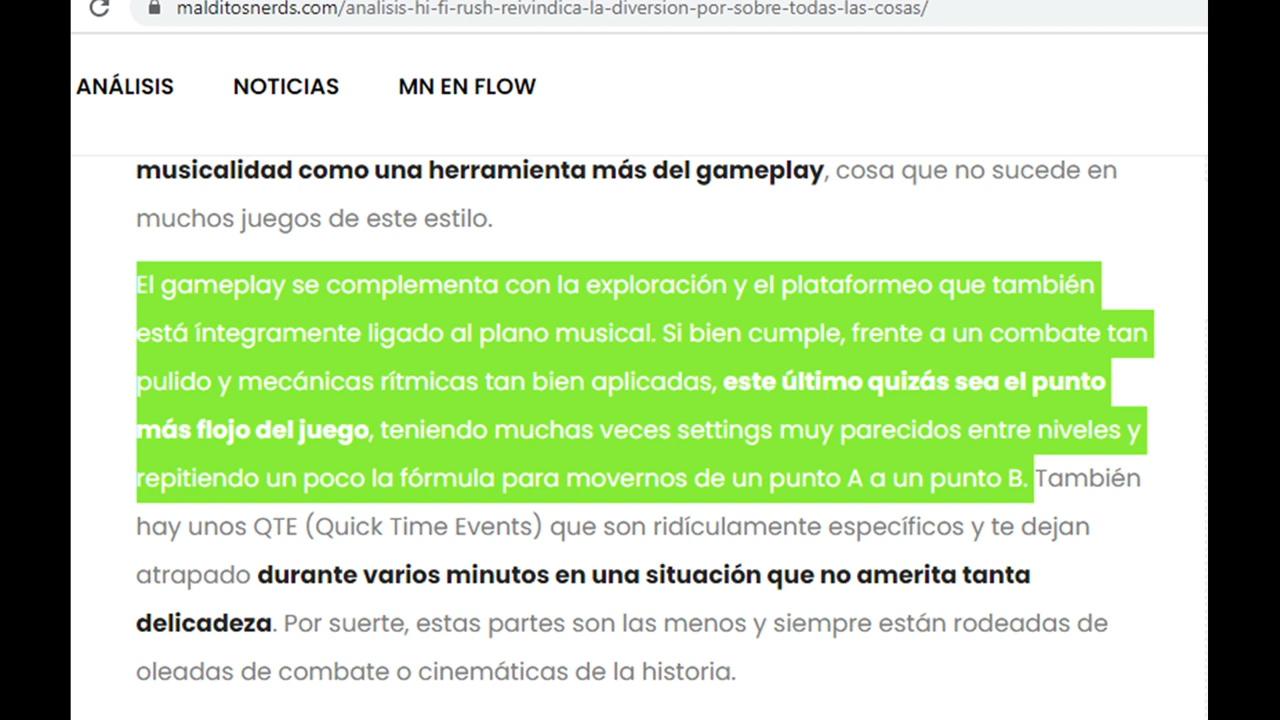 malditosnerds.com/analisis-hi-fi-rush-reivindica-la-diversion-por-sobre-todas-las-cosas/
ANÁLISIS NOTICIAS MN EN FLOW
musicalidad como una herramienta más del gameplay, cosa que no sucede en
muchos juegos de este estilo.
El gameplay se complementa con la exploración y el plataformeo que también
está íntegramente ligado al plano musical. Si bien cumple, frente a un combate tan
pulido y mecánicas rítmicas tan bien aplicadas, este último quizás sea el punto
más flojo del juego, teniendo muchas veces settings muy parecidos entre niveles y
repitiendo un poco la fórmula para movernos de un punto A a un punto B. También
hay unos QTE (Quick Time Events) que son ridículamente específicos y te dejan
atrapado durante varios minutos en una situación que no amerita tanta
delicadeza. Por suerte, estas partes son las menos y siempre están rodeadas de
oleadas de combate o cinemáticas de la historia.